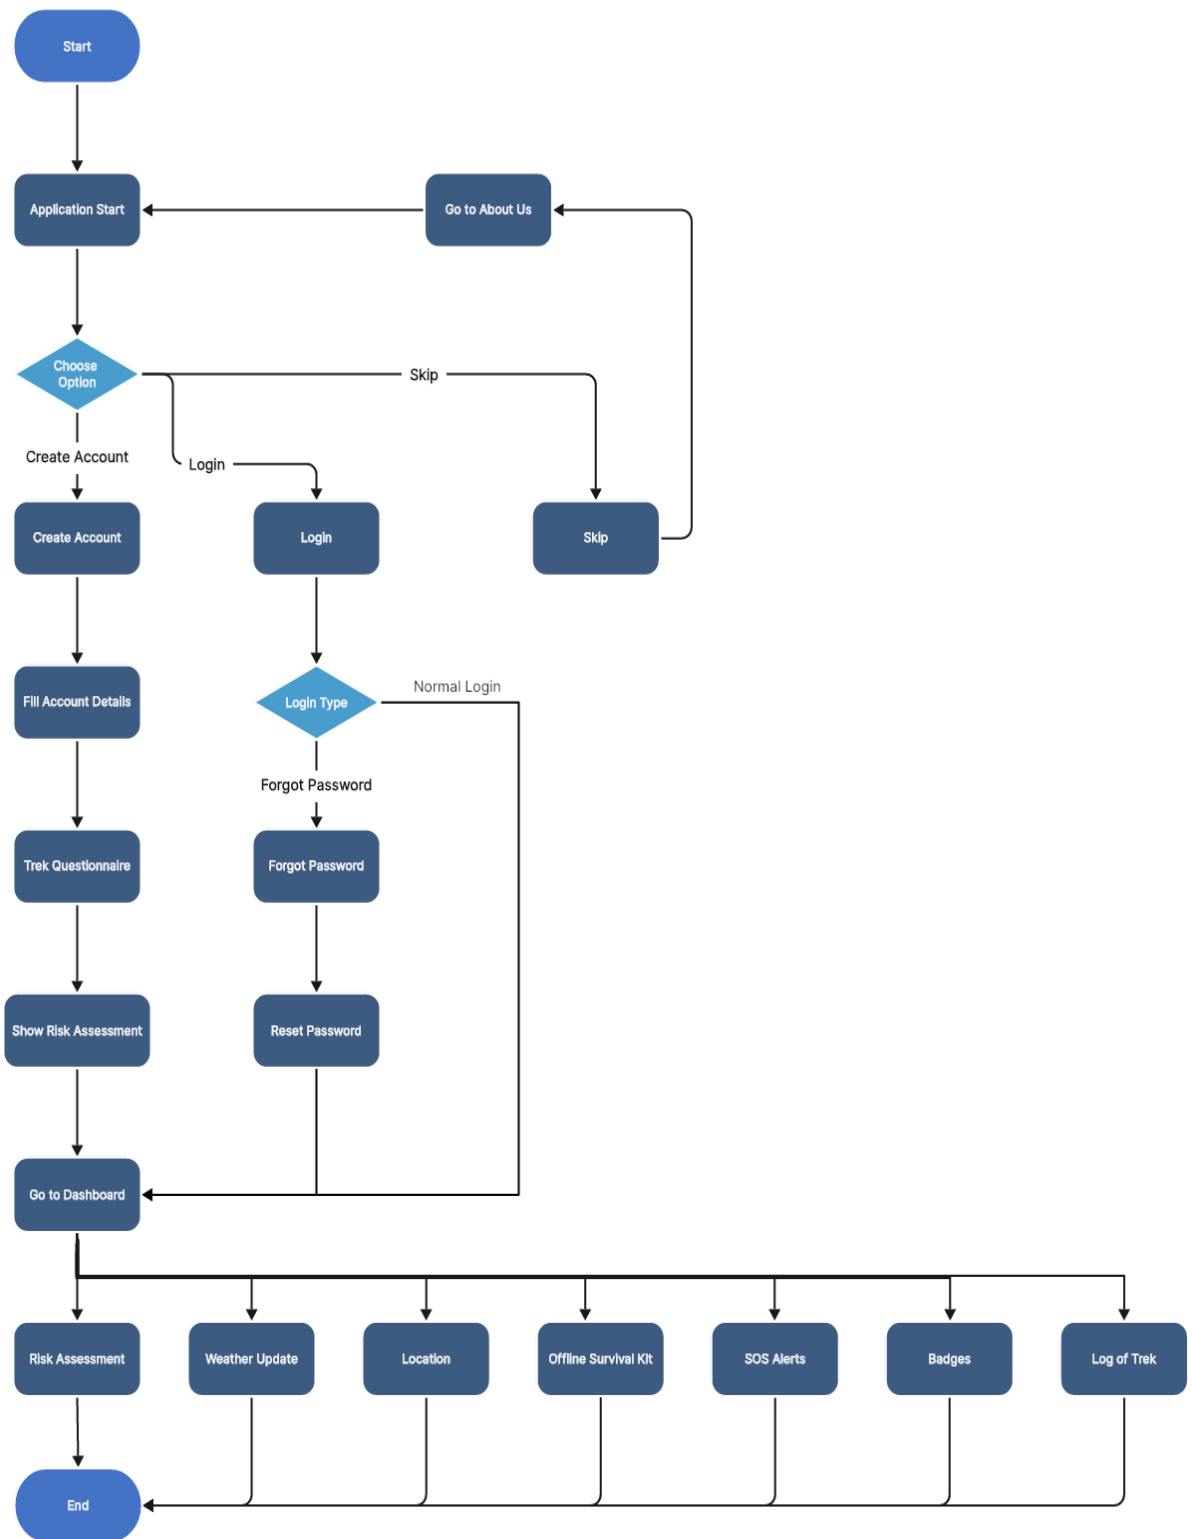 Start
Application Start
Go to About Us
Choose
Option
Skip
Create Account
Login
Create Account
Login
Skip
Fill Account Details
Login Type
Normal Login
Forgot Password
Trek Questionnaire
Forgot Password
Show Risk Assessment
Reset Password
Go to Dashboard
Risk Assessment
Weather Update
Location
Offline Survival Kit
SOS Alerts
Badges
Log of Trek
End